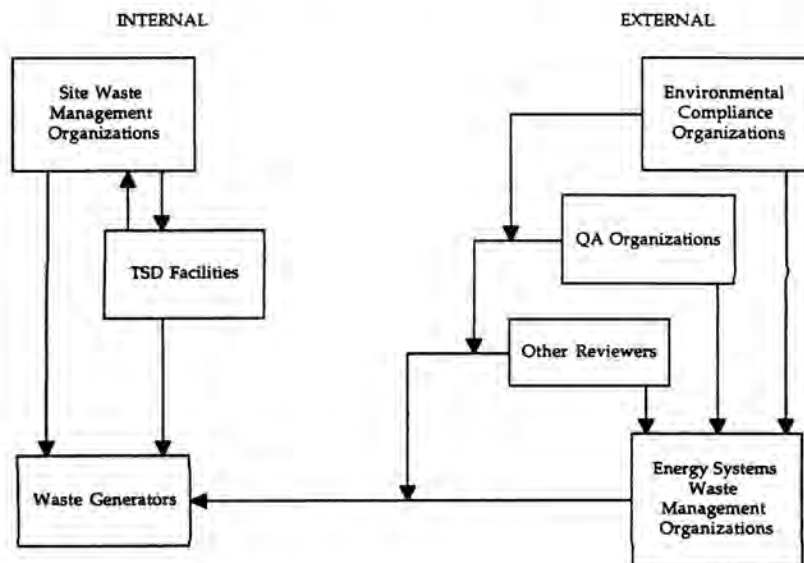 INTERNAL
EXTERNAL
Site Waste
Management
Organizations
Environmental
Compliance
Organizations
TSD Facilities
QA Organizations
Other Reviewers
Waste Generators
Energy Systems
Waste
Management
Organizations